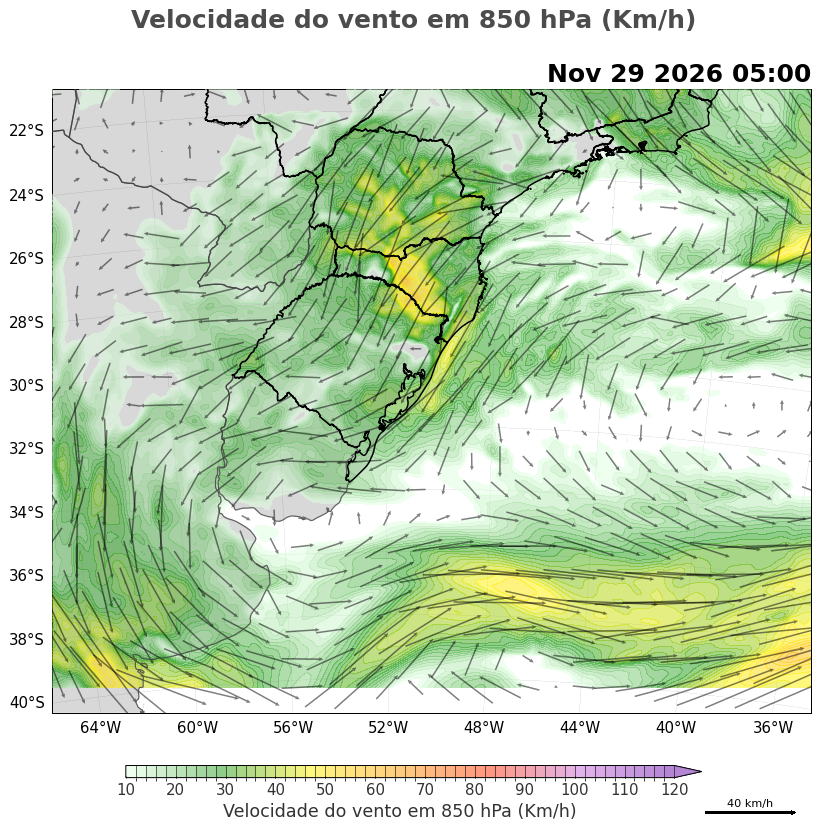 Velocidade do vento em 850 hPa (Km/h)
Nov 29 2026 05:00
22°S
24°S
26°S
28°S
30°S
32°S
34°S
36°S
38°S
40°S
64°W 60°W 56°W 52°W 48°W 44°W 40°W 36°W
10 20 30 40 50 60 70 80 90 100 110 120
Velocidade do vento em 850 hPa (Km/h)
40 km/h